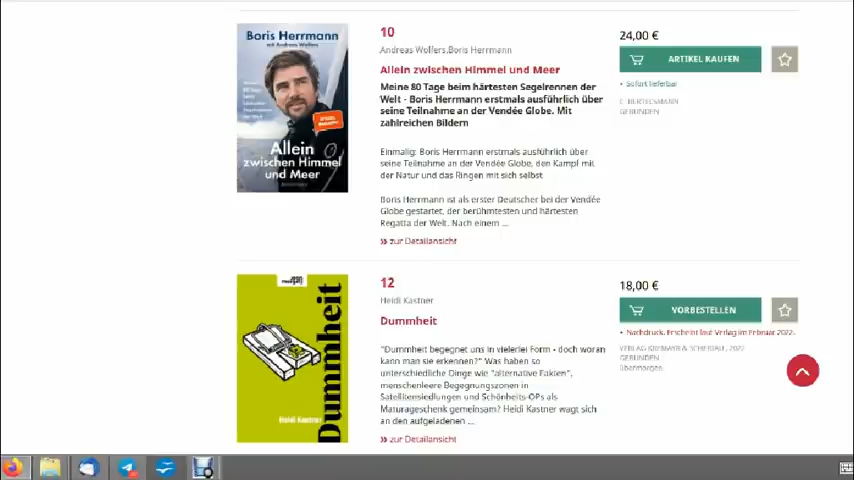 Boris Herrmann
mit Andreas Wolfers
Allein
zwischen Himmel
und Meer
10
Andreas Wolfers,Boris Herrmann
Allein zwischen Himmel und Meer
Meine 80 Tage beim härtesten Segelrennen der
Welt - Boris Herrmann erstmals ausführlich über
seine Teilnahme an der Vendée Globe. Mit
zahlreichen Bildern
Einmalig: Boris Herrmann erstmals ausführlich über
seine Teilnahme an der Vendée Globe, den Kampf mit
der Natur und das Ringen mit sich selbst
Boris Herrmann ist als erster Deutscher bei der Vendée
Globe gestartet, der berühmtesten und härtesten
Regatta der Welt. Nach einem ...
» zur Detailansicht
24,00 €
ARTIKEL KAUFEN
• Sofort lieferbar
C. BERTELSMANN
GEBUNDEN
Dummheit
Heidi Kastner
12
Heidi Kastner
Dummheit
"Dummheit begegnet uns in vielerlei Form - doch woran
kann man sie erkennen?" Was haben so
unterschiedliche Dinge wie "alternative Fakten",
menschenleere Begegnungszonen in
Satellitensiedlungen und Schönheits-OPs als
Maturageschenk gemeinsam? Heidi Kastner wagt sich
an den aufgeladenen ...
» zur Detailansicht
18,00 €
VORBESTELLEN
• Nachdruck. Erscheint laut Verlag im Februar 2022.
VERLAG KREMAYR & SCHERIAU, 2022
GEBUNDEN
übermorgen